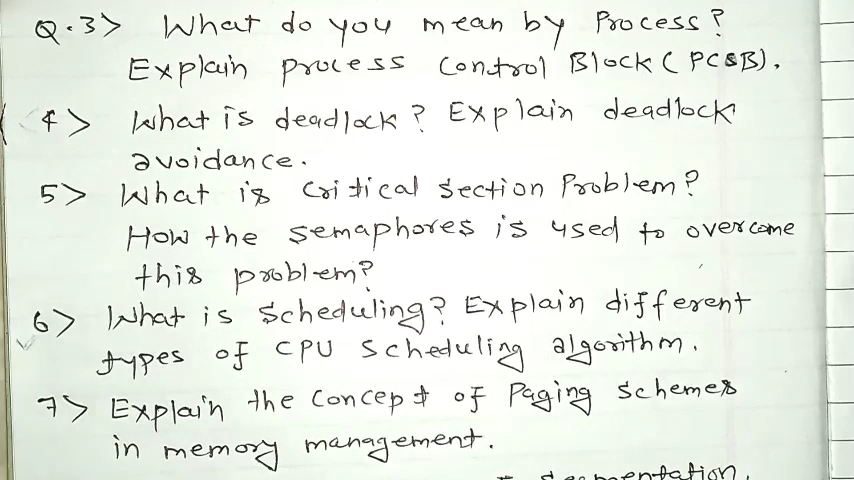 Q.3> What do you mean by Process?
Explain process control Block (PCB).
4> What is deadlock? Explain deadlock
avoidance.
5> What is critical section Problem?
How the semaphores is used to overcome
this problem?
6> What is scheduling? Explain different
types of CPU scheduling algorithm.
7> Explain the concept of Paging schemes
in memory management.
segmentation.